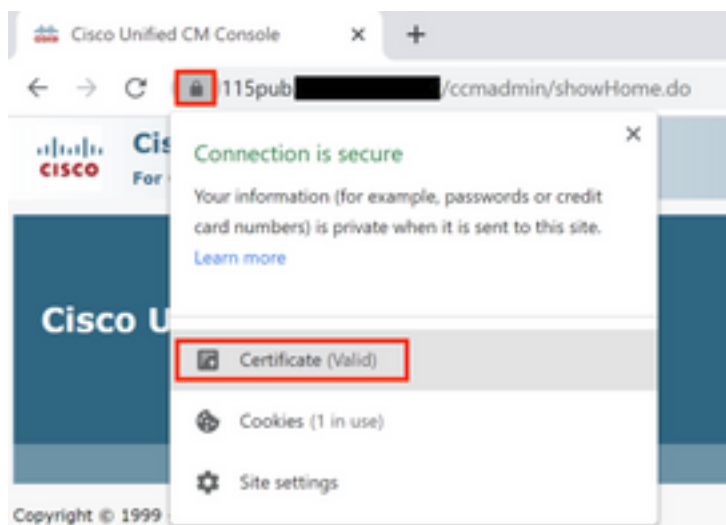 Cisco Unified CM Console
115pub /ccmadmin/showHome.do
CISCO
Cis
For
Connection is secure
Your information (for example, passwords or credit
card numbers) is private when it is sent to this site.
Learn more
Cisco U
Certificate (Valid)
Cookies (1 in use)
Site settings
Copyright © 1999